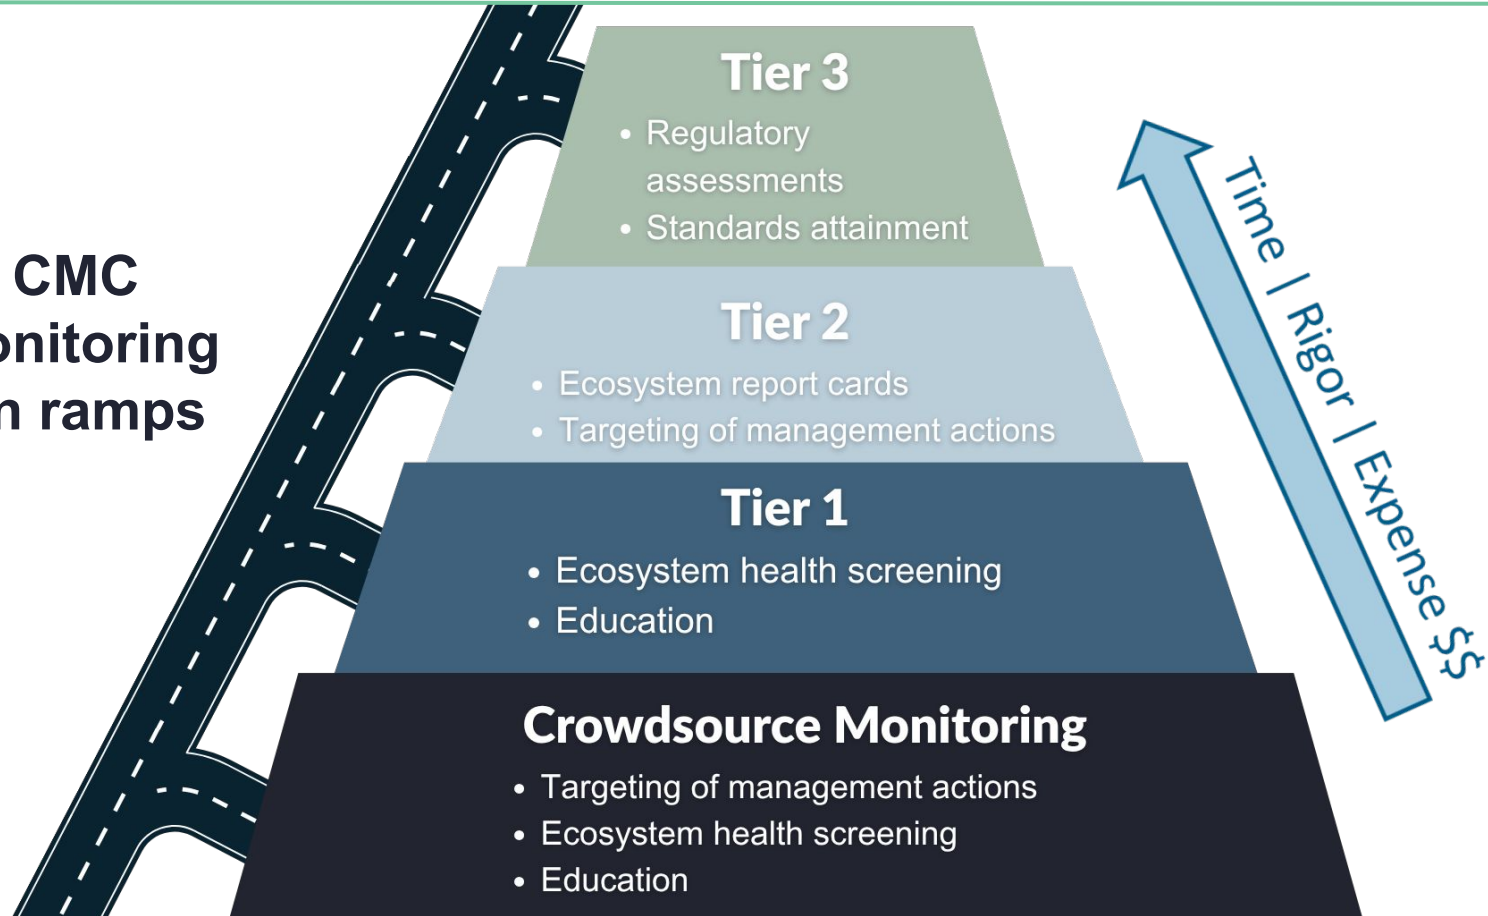 CMC
onitoring
n ramps
Tier 3
• Regulatory
assessments
• Standards attainment
Tier 2
• Ecosystem report cards
• Targeting of management actions
Tier 1
• Ecosystem health screening
• Education
Crowdsource Monitoring
• Targeting of management actions
• Ecosystem health screening
• Education
Time | Rigor | Expense $$